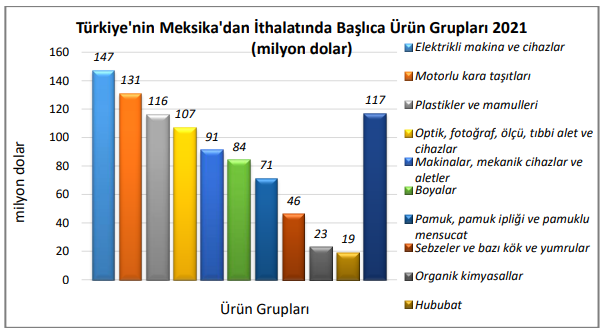 Türkiye'nin Meksika'dan İthalatında Başlıca Ürün Grupları 2021
(milyon dolar)
milyon dolar
160
140
120
100
80
60
40
20
0
147
131
116
107
91
84
71
46
23
19
117
Ürün Grupları
Elektrikli makina ve cihazlar
Motorlu kara taşıtları
Plastikler ve mamulleri
Optik, fotoğraf, ölçü, tıbbi alet ve
cihazlar
Makinalar, mekanik cihazlar ve
aletler
Boyalar
Pamuk, pamuk ipliği ve pamuklu
mensucat
Sebzeler ve bazı kök ve yumrular
Organik kimyasallar
Hububat